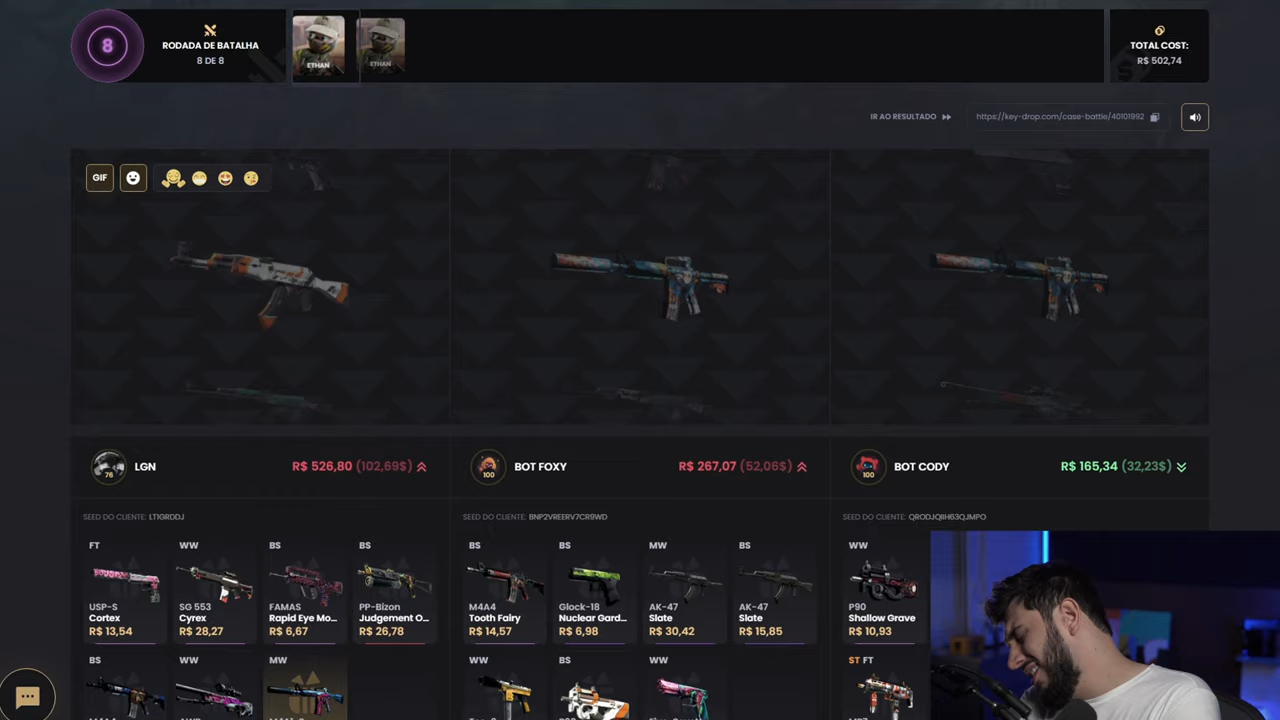 8
RODADA DE BATALHA
8 DE 8
ETHAN
ETHAN
TOTAL COST:
R$ 502,74
IR AO RESULTADO
https://key-drop.com/case-battle/40101992
GIF
76
LGN
R$ 526,80 (102,69$)
100
BOT FOXY
R$ 267,07 (52,06$)
100
BOT CODY
R$ 165,34 (32,23$)
SEED DO CLIENTE: LT1GRDDJ
SEED DO CLIENTE: BNP2VREERV7CR9WD
SEED DO CLIENTE: QRODJQIIH63QJMPO
FT
WW
BS
BS
USP-S
Cortex
R$ 13,54
SG 553
Cyrex
R$ 28,27
FAMAS
Rapid Eye Mo...
R$ 6,67
PP-Bizon
Judgement O...
R$ 26,78
BS
BS
MW
BS
M4A4
Tooth Fairy
R$ 14,57
Glock-18
Nuclear Gard...
R$ 6,98
AK-47
Slate
R$ 30,42
AK-47
Slate
R$ 15,85
WW
P90
Shallow Grave
R$ 10,93
BS
WW
MW
WW
BS
WW
ST FT